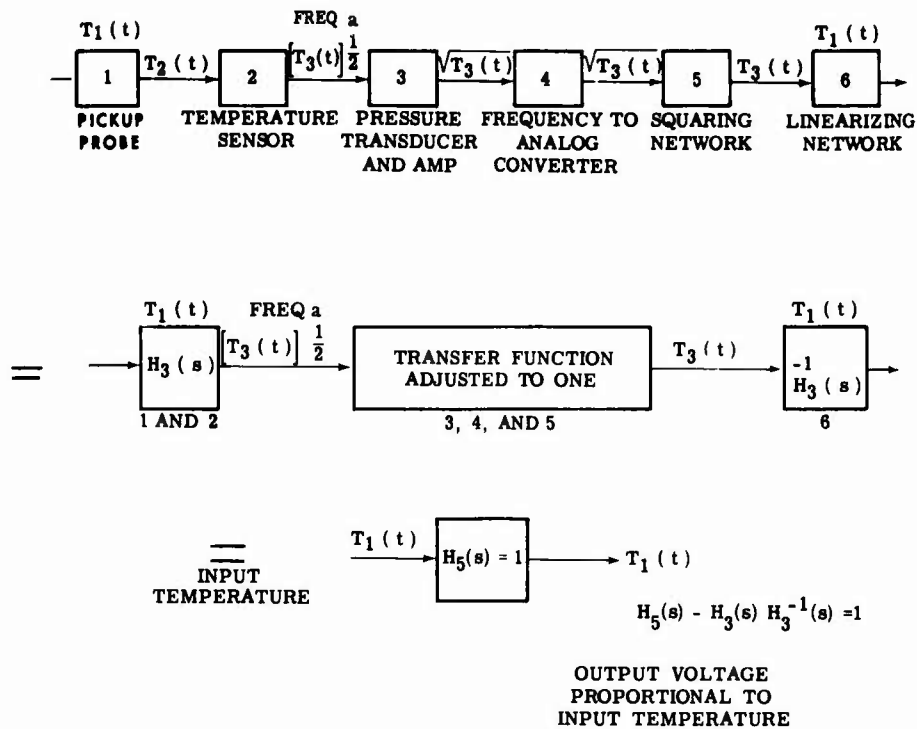 T₁(t)
FREQ a
[T₃(t)]^1/2
T₁(t)
1
T₂(t)
2
3
√T₃(t)
4
√T₃(t)
5
T₃(t)
6
PICKUP PROBE
TEMPERATURE SENSOR
PRESSURE TRANSDUCER AND AMP
FREQUENCY TO ANALOG CONVERTER
SQUARING NETWORK
LINEARIZING NETWORK
=
T₁(t)
FREQ a
T₁(t)
H₃(s)
[T₃(t)]^1/2
TRANSFER FUNCTION
ADJUSTED TO ONE
T₃(t)
-1
H₃(s)
1 AND 2
3, 4, AND 5
6
=
INPUT
TEMPERATURE
T₁(t)
H₅(s) = 1
T₁(t)
H₅(s) - H₃(s) H₃⁻¹(s) =1
OUTPUT VOLTAGE
PROPORTIONAL TO
INPUT TEMPERATURE